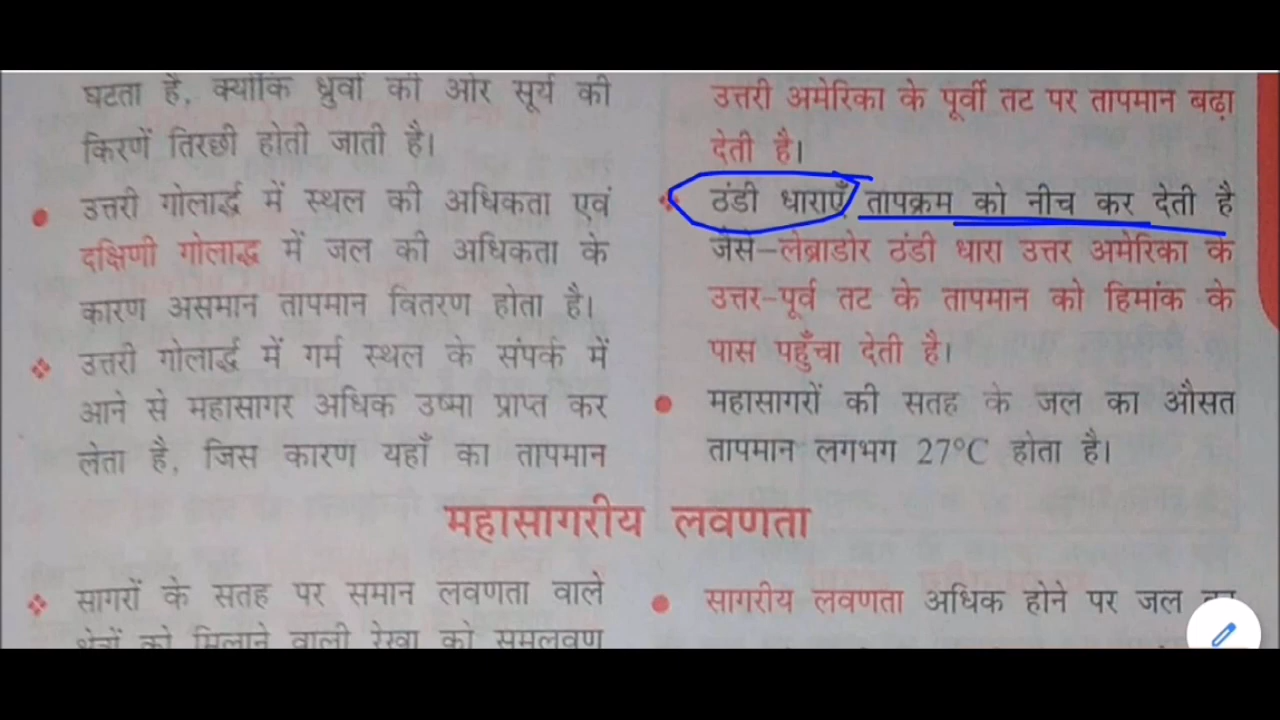 घटता है, क्योंकि ध्रुवों की ओर सूर्य की
किरणें तिरछी होती जाती है।
उत्तरी गोलार्द्ध में स्थल की अधिकता एवं
दक्षिणी गोलाद्ध में जल की अधिकता के
कारण असमान तापमान वितरण होता है।
उत्तरी गोलार्द्ध में गर्म स्थल के संपर्क में
आने से महासागर अधिक उष्मा प्राप्त कर
लेता है, जिस कारण यहाँ का तापमान
उत्तरी अमेरिका के पूर्वी तट पर तापमान बढ़ा
देती है।
ठंडी धाराएँ तापक्रम को नीच कर देती है
जैसे-लेब्राडोर ठंडी धारा उत्तर अमेरिका के
उत्तर-पूर्व तट के तापमान को हिमांक के
पास पहुँचा देती है।
महासागरों की सतह के जल का औसत
तापमान लगभग 27°C होता है।
महासागरीय लवणता
सागरों के सतह पर समान लवणता वाले
क्षेत्रों को मिलाने वाली रेखा को समलवण
सागरीय लवणता अधिक होने पर जल